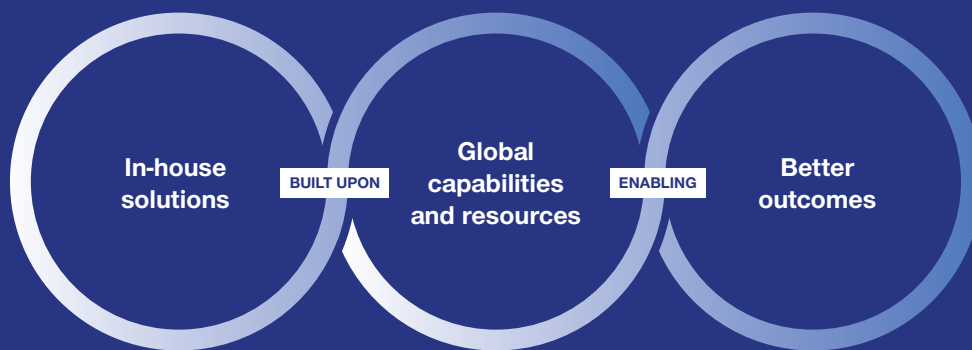 In-house
solutions
BUILT UPON
Global
capabilities
and resources
ENABLING
Better
outcomes